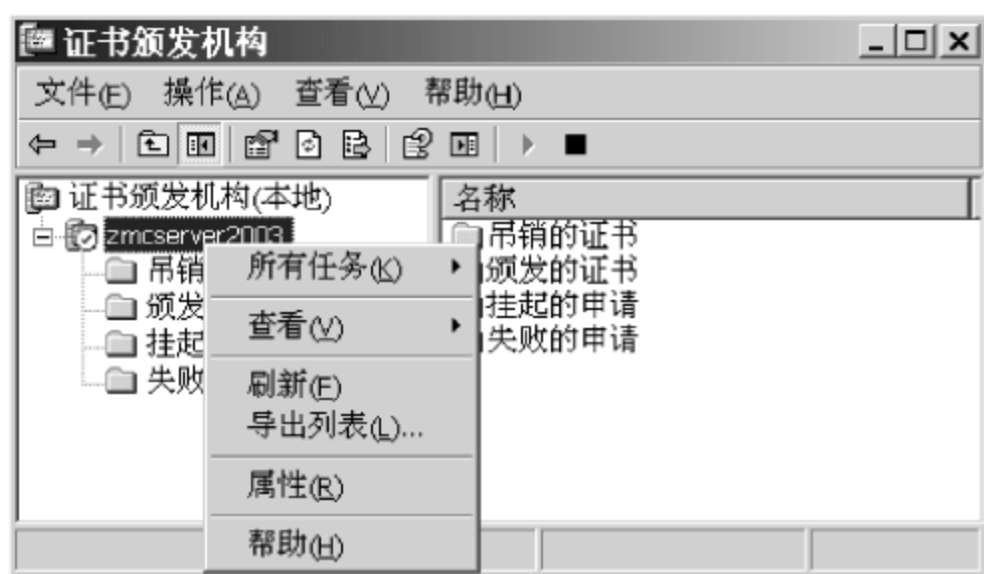 证书颁发机构
文件(F) 操作(A) 查看(V) 帮助(H)
证书颁发机构(本地)
zmcserver2003
吊销
颁发
挂起
失败
名称
吊销的证书
颁发的证书
挂起的申请
失败的申请
所有任务(K)
查看(V)
刷新(F)
导出列表(L)...
属性(R)
帮助(H)